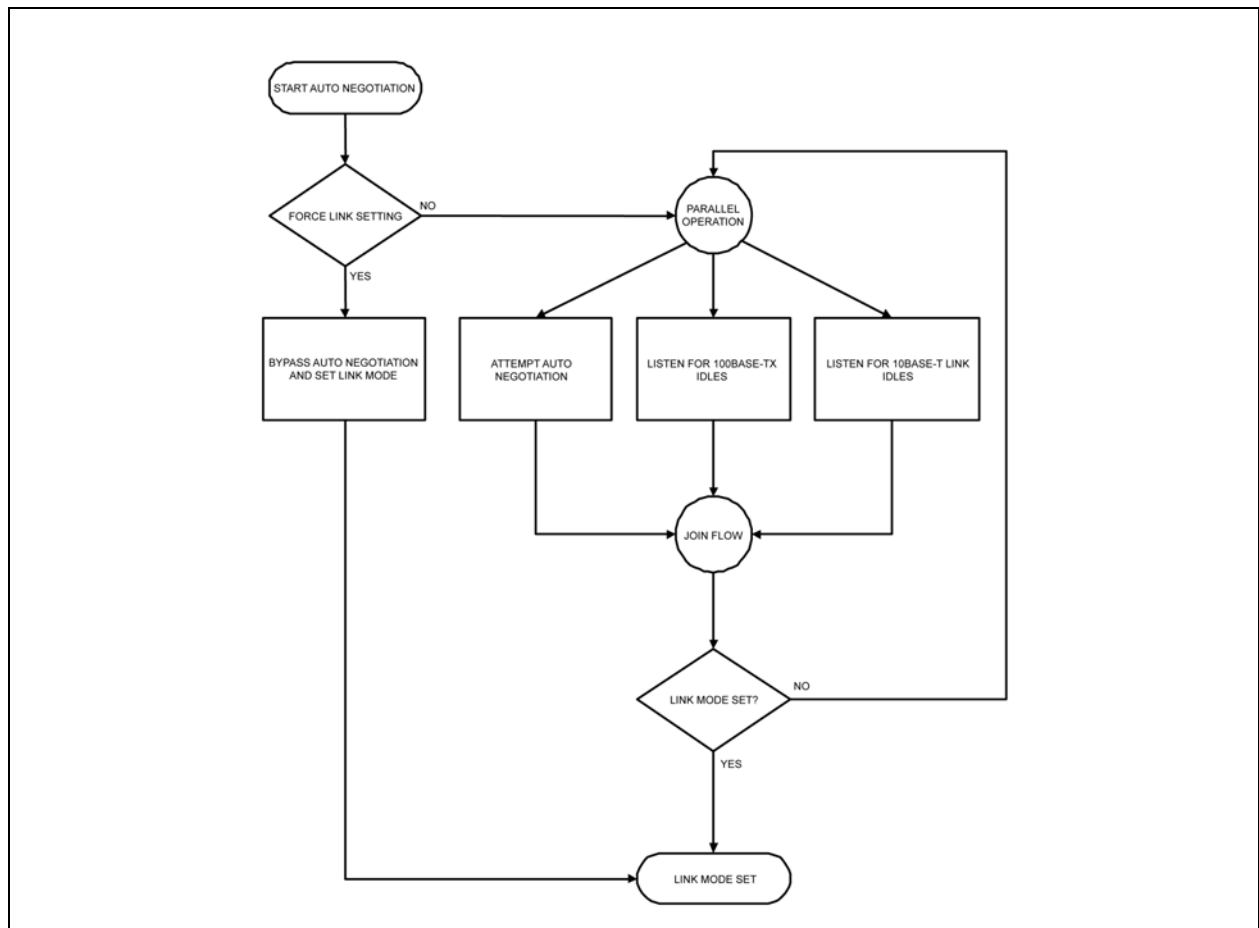 START AUTO NEGOTIATION
FORCE LINK SETTING
NO
YES
PARALLEL
OPERATION
BYPASS AUTO NEGOTIATION
AND SET LINK MODE
ATTEMPT AUTO
NEGOTIATION
LISTEN FOR 100BASE-TX
IDLES
LISTEN FOR 10BASE-T LINK
IDLES
JOIN FLOW
LINK MODE SET?
NO
YES
LINK MODE SET